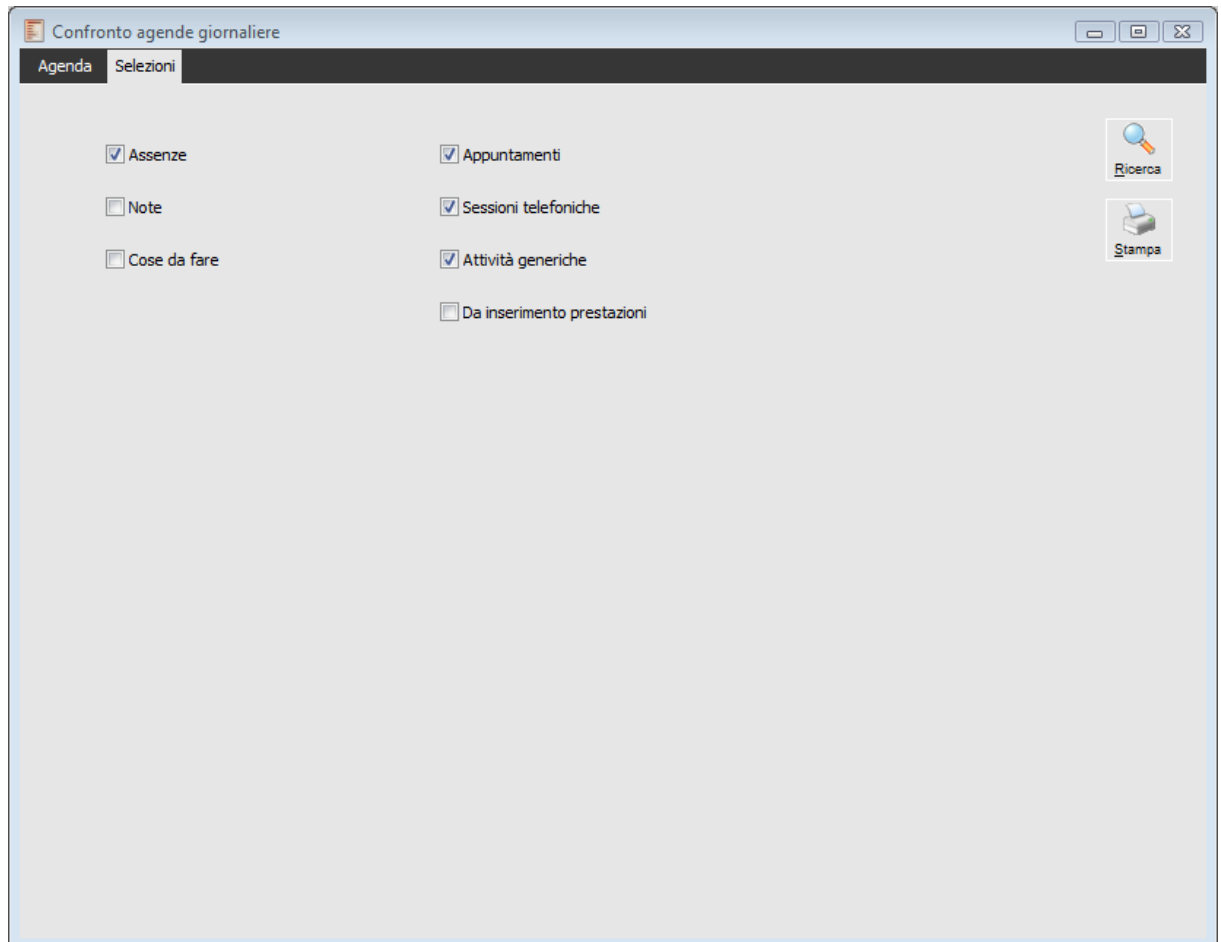 Confronto agende giornaliere
Agenda Selezioni
Assenze Appuntamenti
Ricerca
Note Sessioni telefoniche
Stampa
Cose da fare Attività generiche
Da inserimento prestazioni